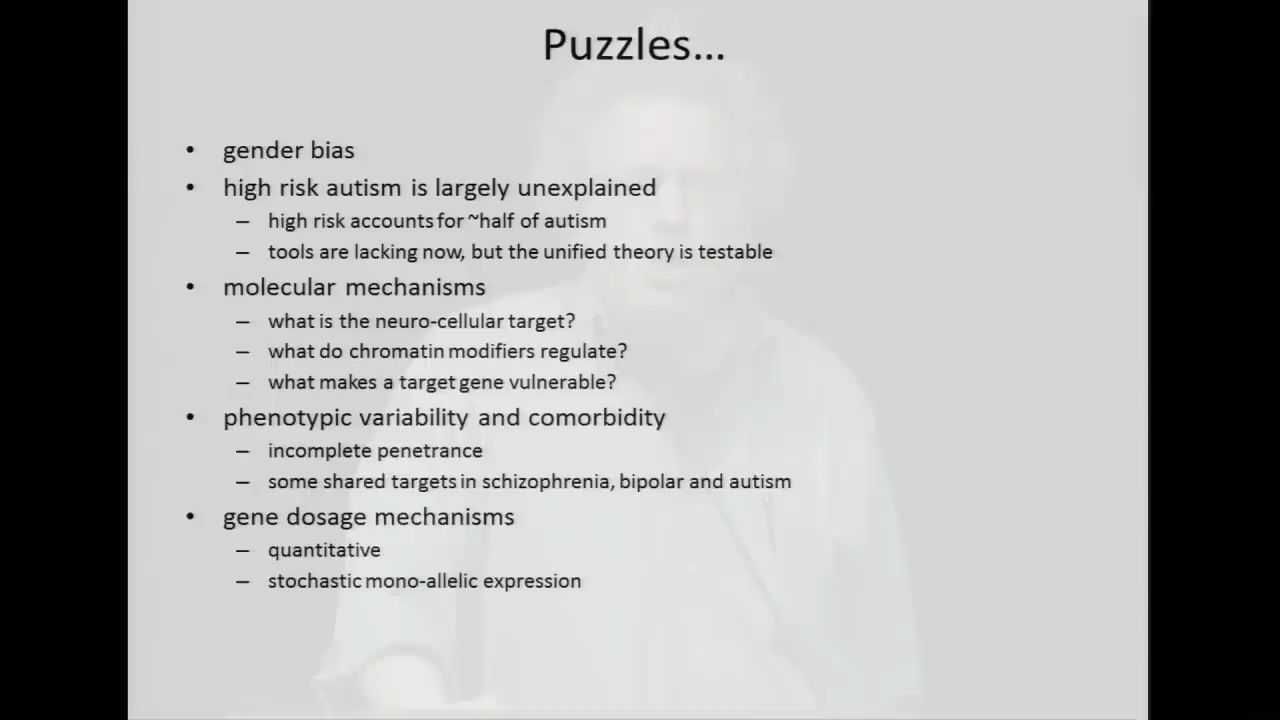 Puzzles...
• gender bias
• high risk autism is largely unexplained
– high risk accounts for ~half of autism
– tools are lacking now, but the unified theory is testable
• molecular mechanisms
– what is the neuro-cellular target?
– what do chromatin modifiers regulate?
– what makes a target gene vulnerable?
• phenotypic variability and comorbidity
– incomplete penetrance
– some shared targets in schizophrenia, bipolar and autism
• gene dosage mechanisms
– quantitative
– stochastic mono-allelic expression